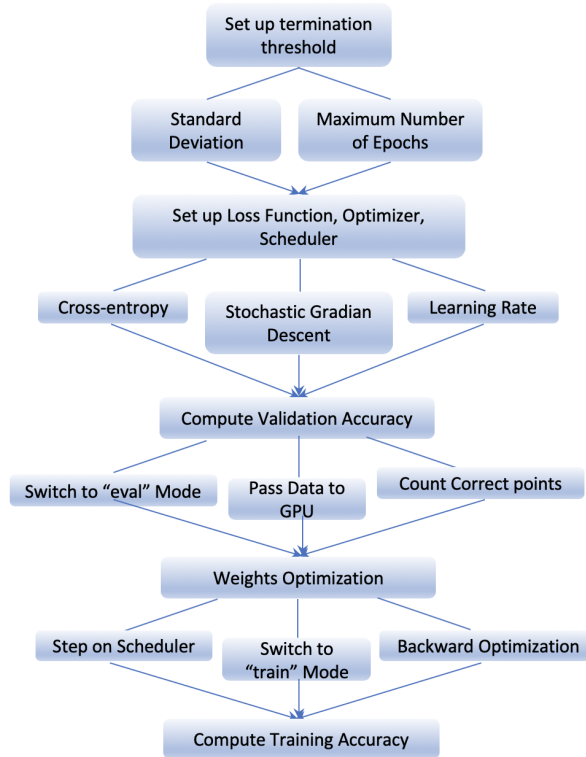 Set up termination
threshold
Standard
Deviation
Maximum Number
of Epochs
Set up Loss Function, Optimizer,
Scheduler
Cross-entropy
Stochastic Gradian
Descent
Learning Rate
Compute Validation Accuracy
Switch to “eval” Mode
Pass Data to
GPU
Count Correct points
Weights Optimization
Step on Scheduler
Switch to
“train” Mode
Backward Optimization
Compute Training Accuracy